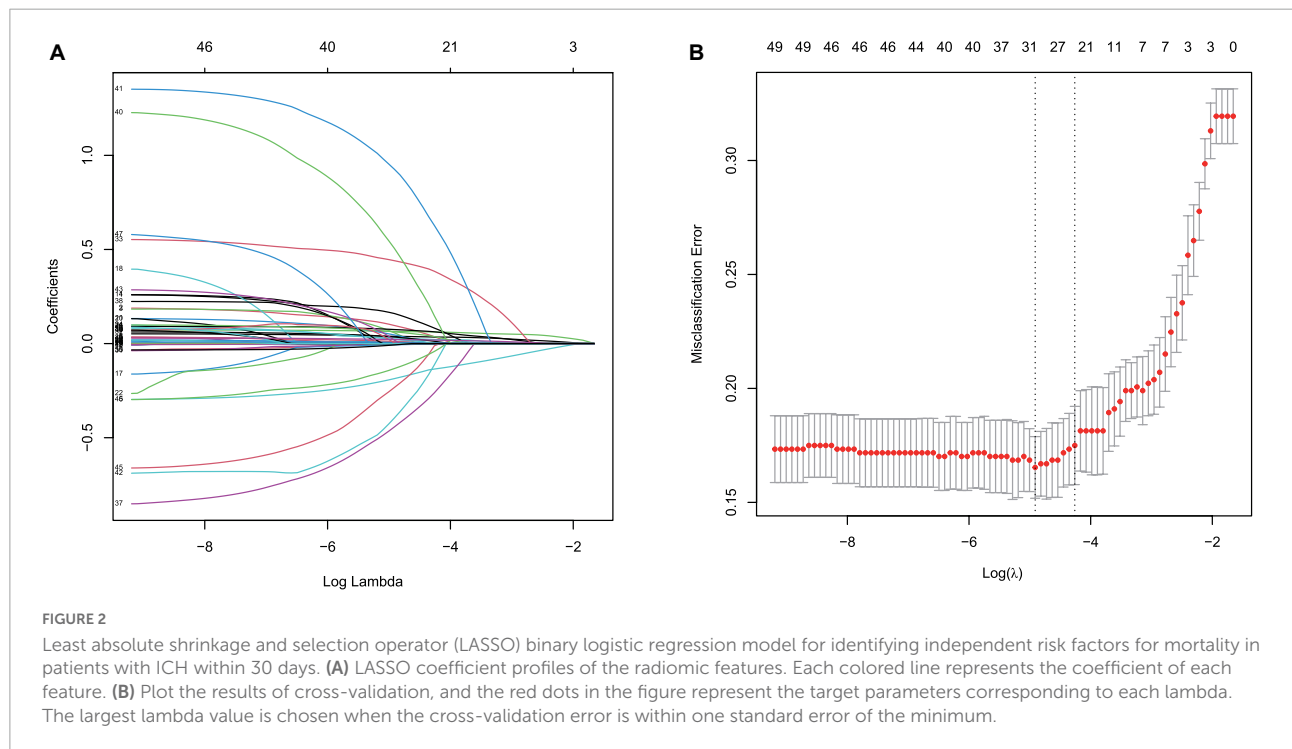 A
46 40 21 3
1.0
0.5
0.0
−0.5
Coefficients
41
40
47
33
18
43
38
17
22
46
45
42
37
−8 −6 −4 −2
Log Lambda
B
49 49 46 46 46 44 40 40 37 31 27 21 11 7 7 3 3 0
0.30
0.25
0.20
0.15
Misclassification Error
−8 −6 −4 −2
Log(λ)
FIGURE 2
Least absolute shrinkage and selection operator (LASSO) binary logistic regression model for identifying independent risk factors for mortality in
patients with ICH within 30 days. (A) LASSO coefficient profiles of the radiomic features. Each colored line represents the coefficient of each
feature. (B) Plot the results of cross-validation, and the red dots in the figure represent the target parameters corresponding to each lambda.
The largest lambda value is chosen when the cross-validation error is within one standard error of the minimum.